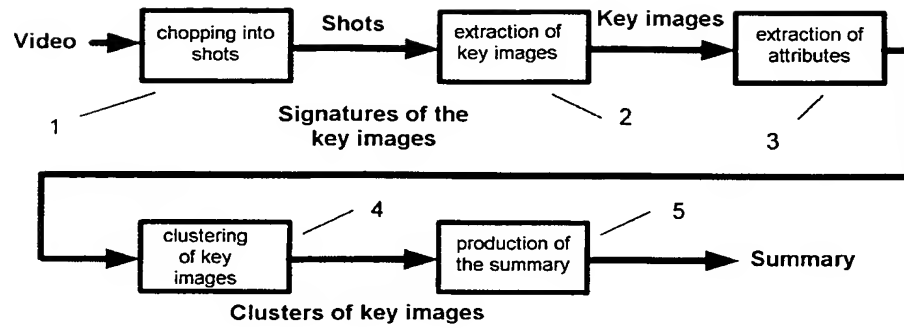 Video
chopping into
shots
Shots
extraction of
key images
Key images
extraction of
attributes
1
2
3
Signatures of the
key images
clustering
of key
images
4
production of
the summary
5
Summary
Clusters of key images